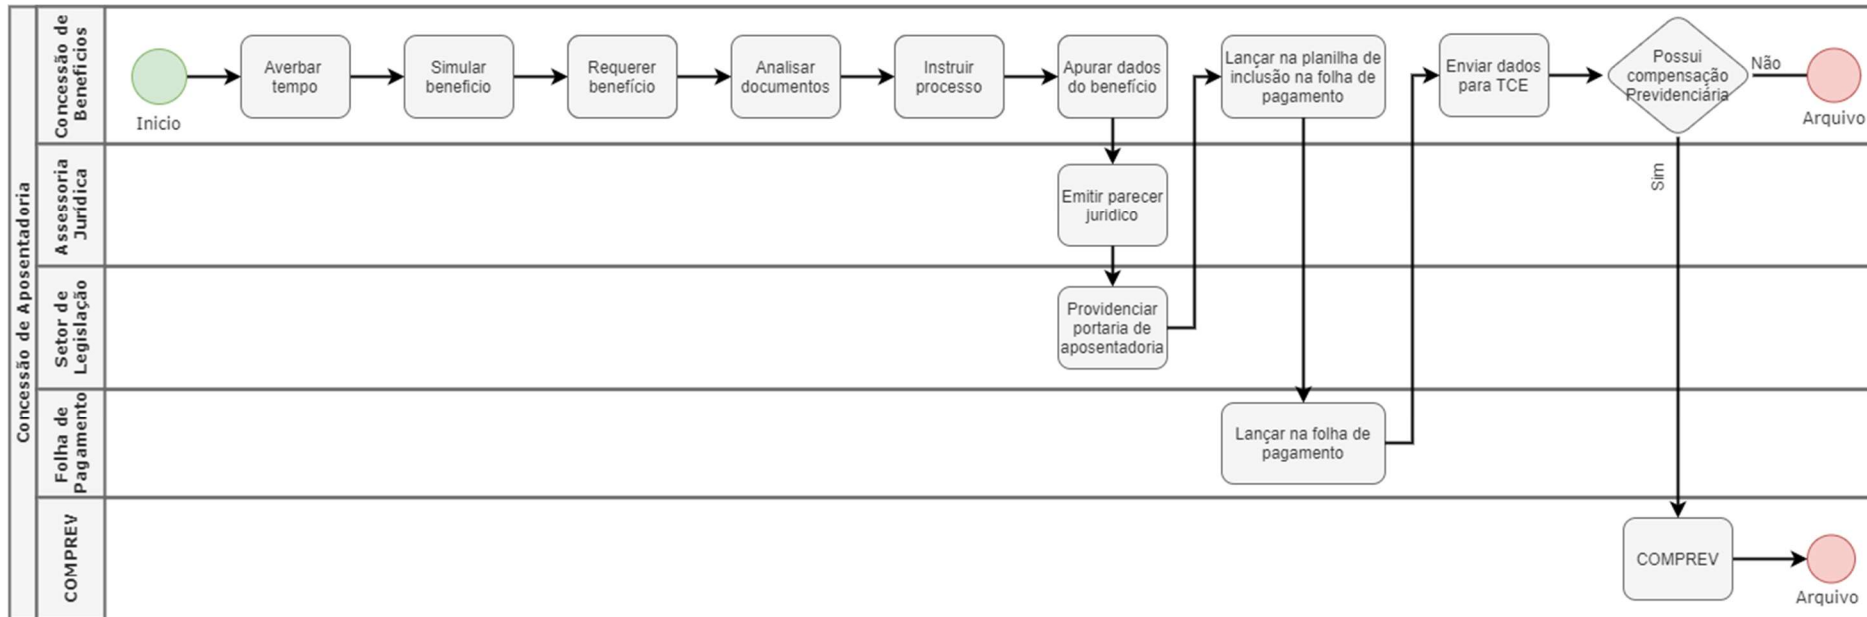 Concessão de Aposentadoria
Concessão de
Beneficios
Inicio
Averbar
tempo
Simular
beneficio
Requerer
benefício
Analisar
documentos
Instruir
processo
Apurar dados
do benefício
Lançar na planilha de
inclusão na folha de
pagamento
Enviar dados
para TCE
Possui
compensação
Previdenciária
Não
Arquivo
Sim
Assessoria
Jurídica
Emitir parecer
juridico
Setor de
Legislação
Providenciar
portaria de
aposentadoria
Folha de
Pagamento
Lançar na folha de
pagamento
COMPREV
COMPREV
Arquivo